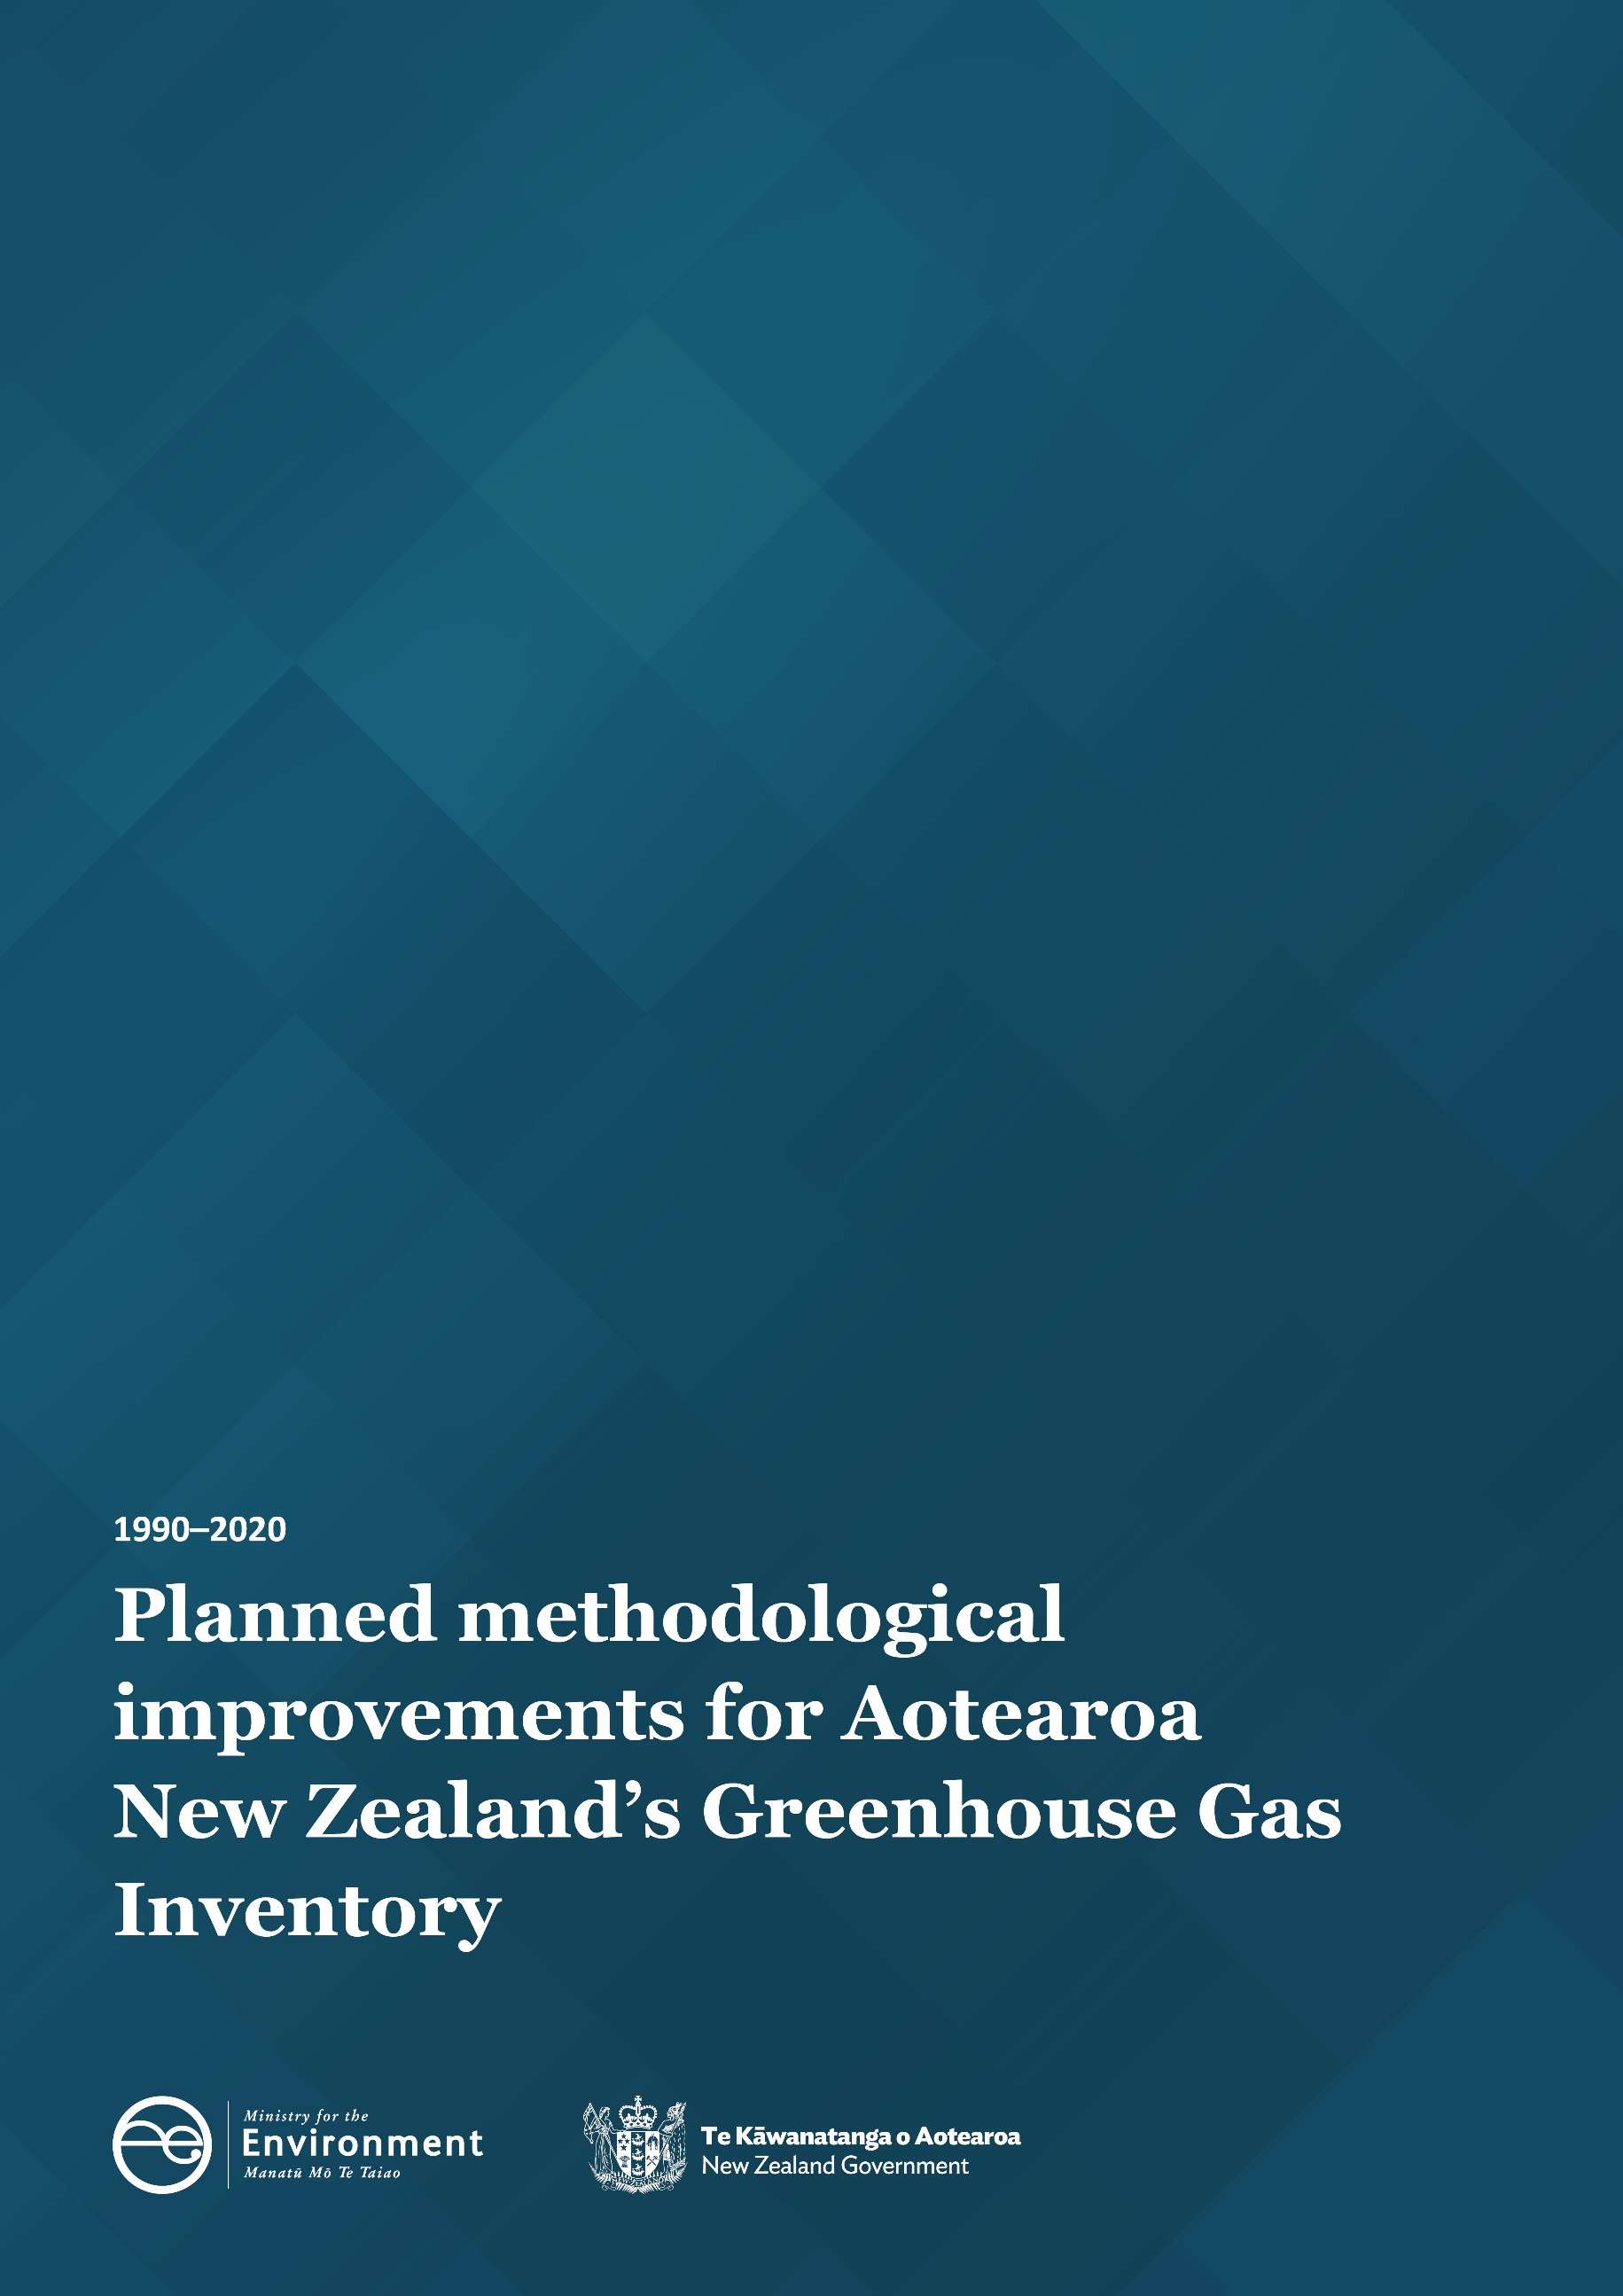 1990–2020
Planned methodological
improvements for Aotearoa
New Zealand’s Greenhouse Gas
Inventory
Ministry for the
Environment
Manatū Mō Te Taiao
Te Kāwanatanga o Aotearoa
New Zealand Government